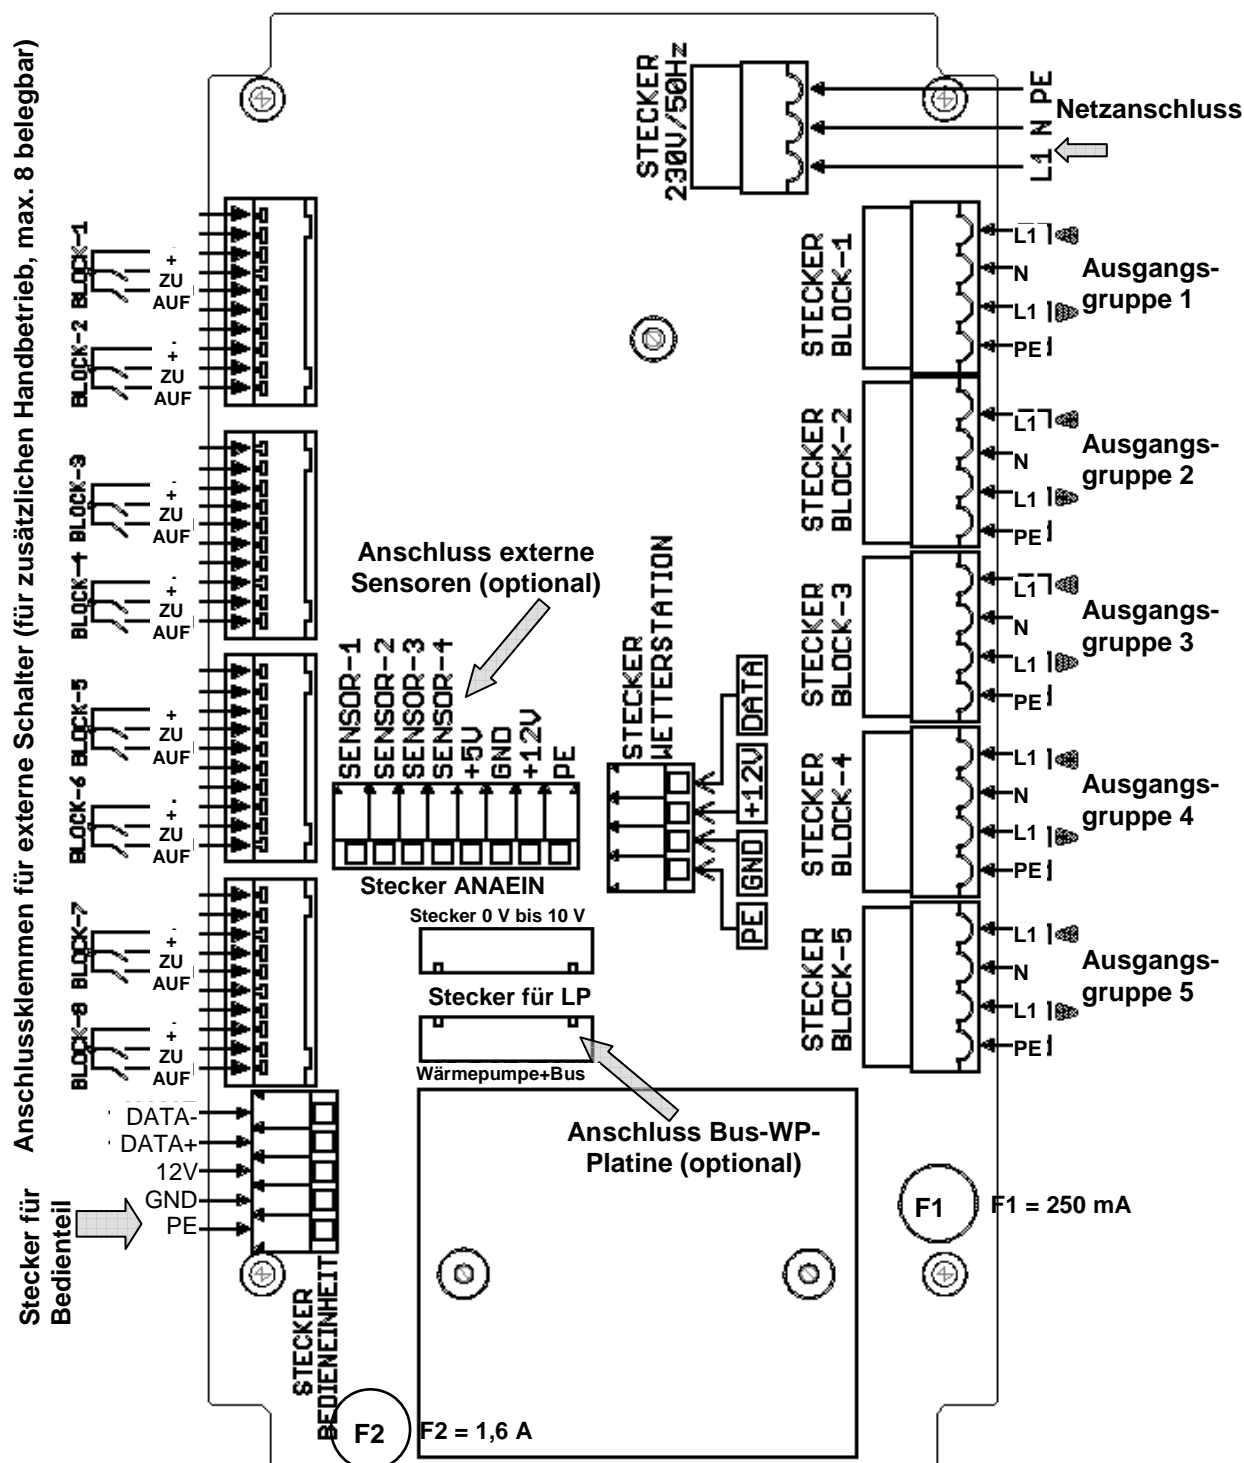 Anschlussklemmen für externe Schalter (für zusätzlichen Handbetrieb, max. 8 belegbar)
STECKER
230V/50Hz
PE
N
L1
Netzanschluss
BLOCK-1
-
+
ZU
AUF
BLOCK-2
-
+
ZU
AUF
BLOCK-3
-
+
ZU
AUF
BLOCK-4
-
+
ZU
AUF
BLOCK-5
+
ZU
AUF
BLOCK-6
-
+
ZU
AUF
BLOCK-7
-
+
ZU
AUF
BLOCK-8
-
+
ZU
AUF
STECKER
BLOCK-1
L1
N
L1
PE
Ausgangs-
gruppe 1
STECKER
BLOCK-2
L1
N
L1
PE
Ausgangs-
gruppe 2
STECKER
BLOCK-3
L1
N
L1
PE
Ausgangs-
gruppe 3
STECKER
BLOCK-4
L1
N
L1
PE
Ausgangs-
gruppe 4
STECKER
BLOCK-5
L1
N
L1
PE
Ausgangs-
gruppe 5
Anschluss externe
Sensoren (optional)
SENSOR-1
SENSOR-2
SENSOR-3
SENSOR-4
+5V
GND
+12V
PE
Stecker ANAEIN
STECKER
WETTERSTATION
DATA
+12V
GND
PE
Stecker 0 V bis 10 V
Stecker für LP
Wärmepumpe+Bus
Anschluss Bus-WP-
Platine (optional)
DATA-
DATA+
12V
GND
PE
Stecker für
Bedienteil
STECKER
BEDIENEINHEIT
F1
F1 = 250 mA
F2
F2 = 1,6 A